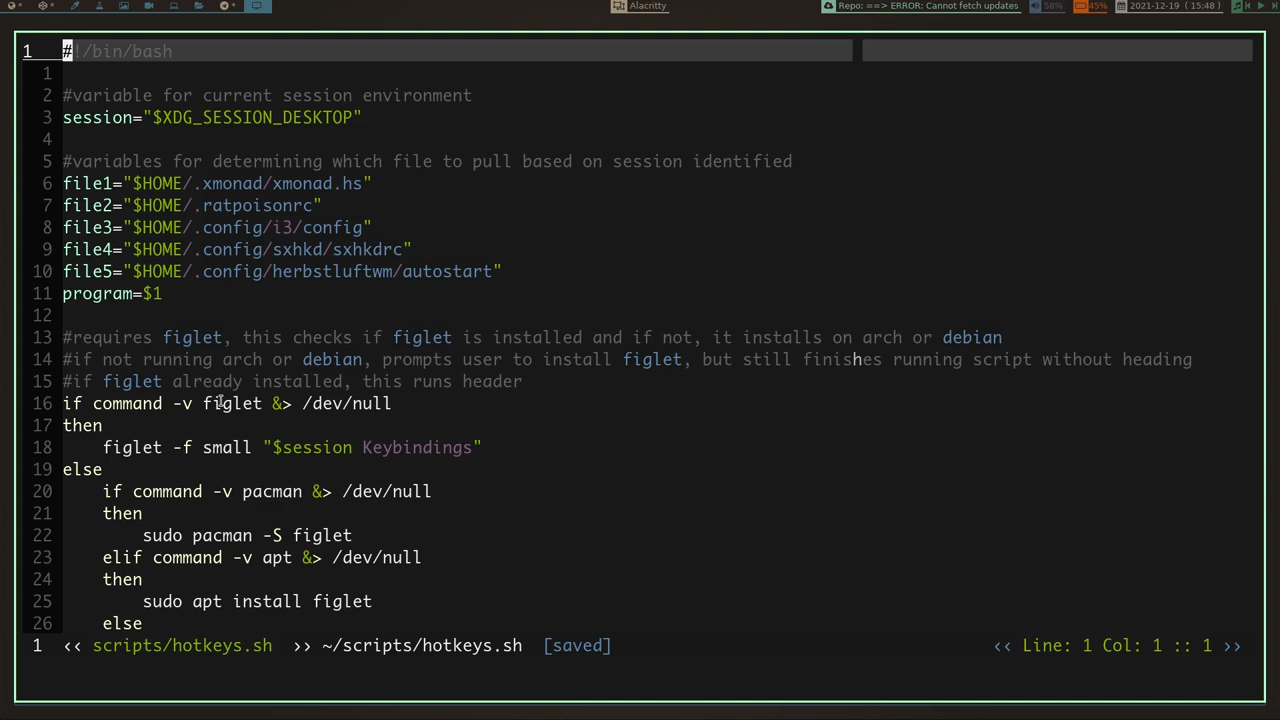 Alacritty
Repo: ==> ERROR: Cannot fetch updates
58%
45%
2021-12-19 (15:48)
1 #!/bin/bash
1
2 #variable for current session environment
3 session="$XDG_SESSION_DESKTOP"
4
5 #variables for determining which file to pull based on session identified
6 file1="$HOME/.xmonad/xmonad.hs"
7 file2="$HOME/.ratpoisonrc"
8 file3="$HOME/.config/i3/config"
9 file4="$HOME/.config/sxhkd/sxhkdrc"
10 file5="$HOME/.config/herbstluftwm/autostart"
11 program=$1
12
13 #requires figlet, this checks if figlet is installed and if not, it installs on arch or debian
14 #if not running arch or debian, prompts user to install figlet, but still finishes running script without heading
15 #if figlet already installed, this runs header
16 if command -v figlet &> /dev/null
17 then
18 figlet -f small "$session Keybindings"
19 else
20 if command -v pacman &> /dev/null
21 then
22 sudo pacman -S figlet
23 elif command -v apt &> /dev/null
24 then
25 sudo apt install figlet
26 else
1 << scripts/hotkeys.sh >> ~/scripts/hotkeys.sh [saved] << Line: 1 Col: 1 :: 1 >>